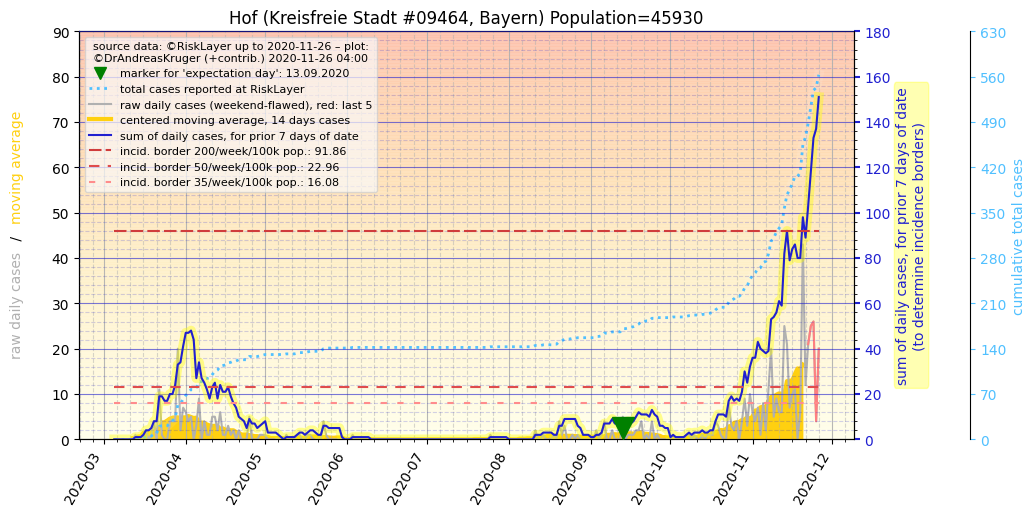 Hof (Kreisfreie Stadt #09464, Bayern) Population=45930
source data: ©RiskLayer up to 2020-11-26 – plot:
©DrAndreasKruger (+contrib.) 2020-11-26 04:00
marker for 'expectation day': 13.09.2020
total cases reported at RiskLayer
raw daily cases (weekend-flawed), red: last 5
centered moving average, 14 days cases
sum of daily cases, for prior 7 days of date
incid. border 200/week/100k pop.: 91.86
incid. border 50/week/100k pop.: 22.96
incid. border 35/week/100k pop.: 16.08
raw daily cases / moving average
90
80
70
60
50
40
30
20
10
0
180
160
140
120
100
80
60
40
20
0
sum of daily cases, for prior 7 days of date
(to determine incidence borders)
630
560
490
420
350
280
210
140
70
0
cumulative total cases
2020-03
2020-04
2020-05
2020-06
2020-07
2020-08
2020-09
2020-10
2020-11
2020-12